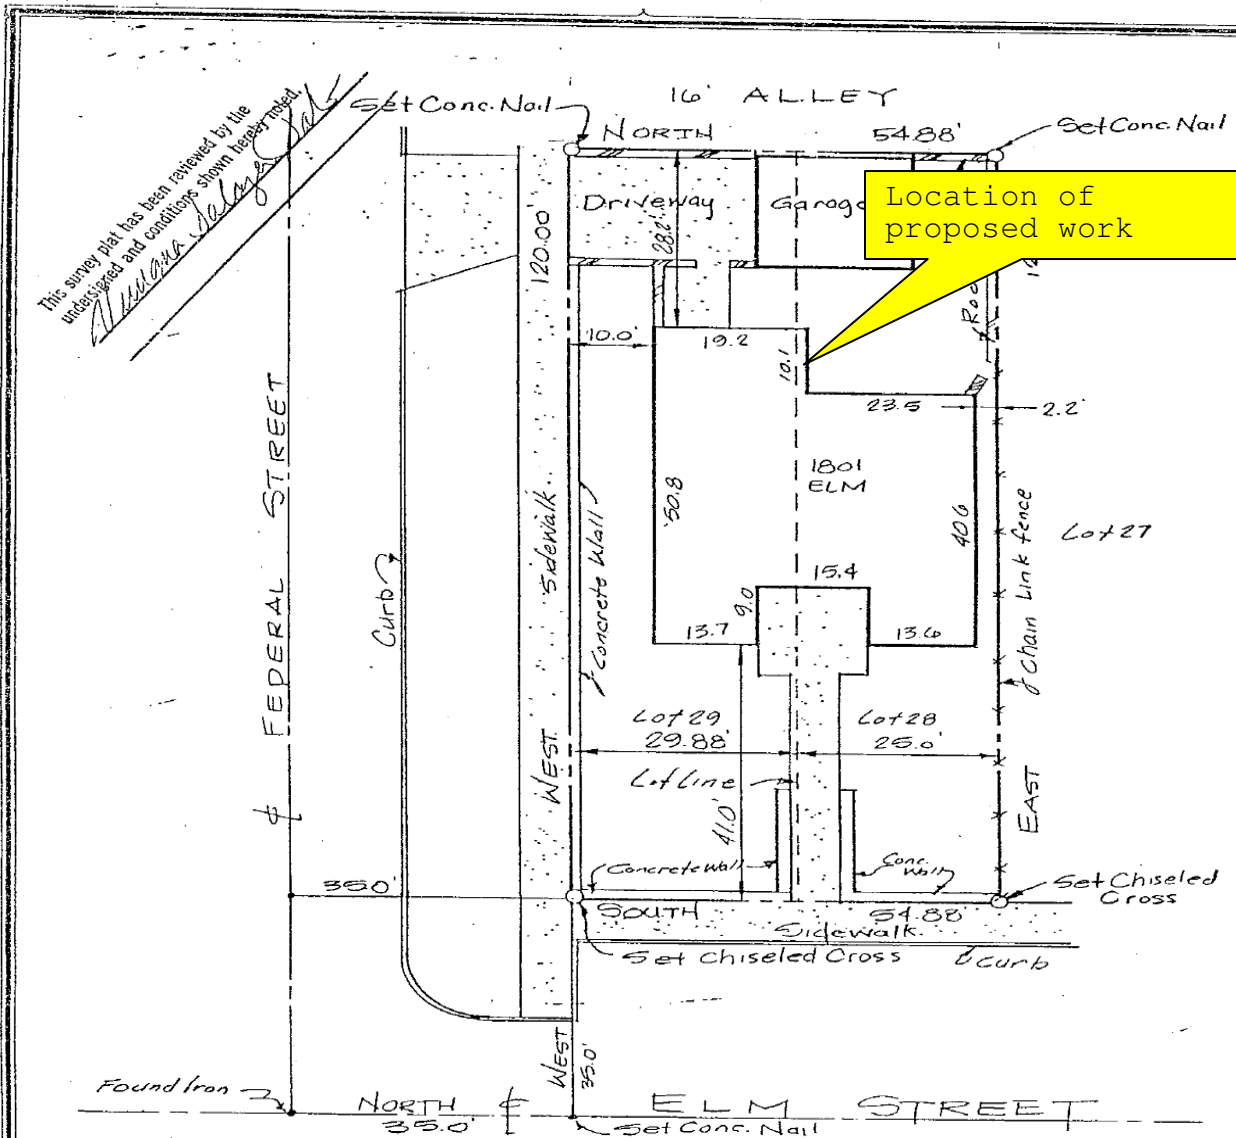 This survey plat has been reviewed by the
undersigned and conditions shown hereby noted.
Set Conc. Nail
16' ALLEY
NORTH
54.88'
Set Conc. Nail
Driveway
Garage
Location of
proposed work
28.2'
120.00'
10.0'
19.2
10.1
23.5
2.2'
1801
ELM
FEDERAL STREET
Curb
Sidewalk
WEST
Concrete Wall
50.8
40.6
Chain Link fence
Lot 27
15.4
9.0
13.7
13.6
Lot 29
29.88'
Lot 28
25.0'
Lot Line
41.0'
EAST
Concrete Wall
Conc.
Wall
35.0'
SOUTH
54.88'
Set Chiseled
Cross
Sidewalk
Set Chiseled Cross
Curb
WEST
35.0'
Found Iron
NORTH
35.0'
ELM STREET
Set Conc. Nail